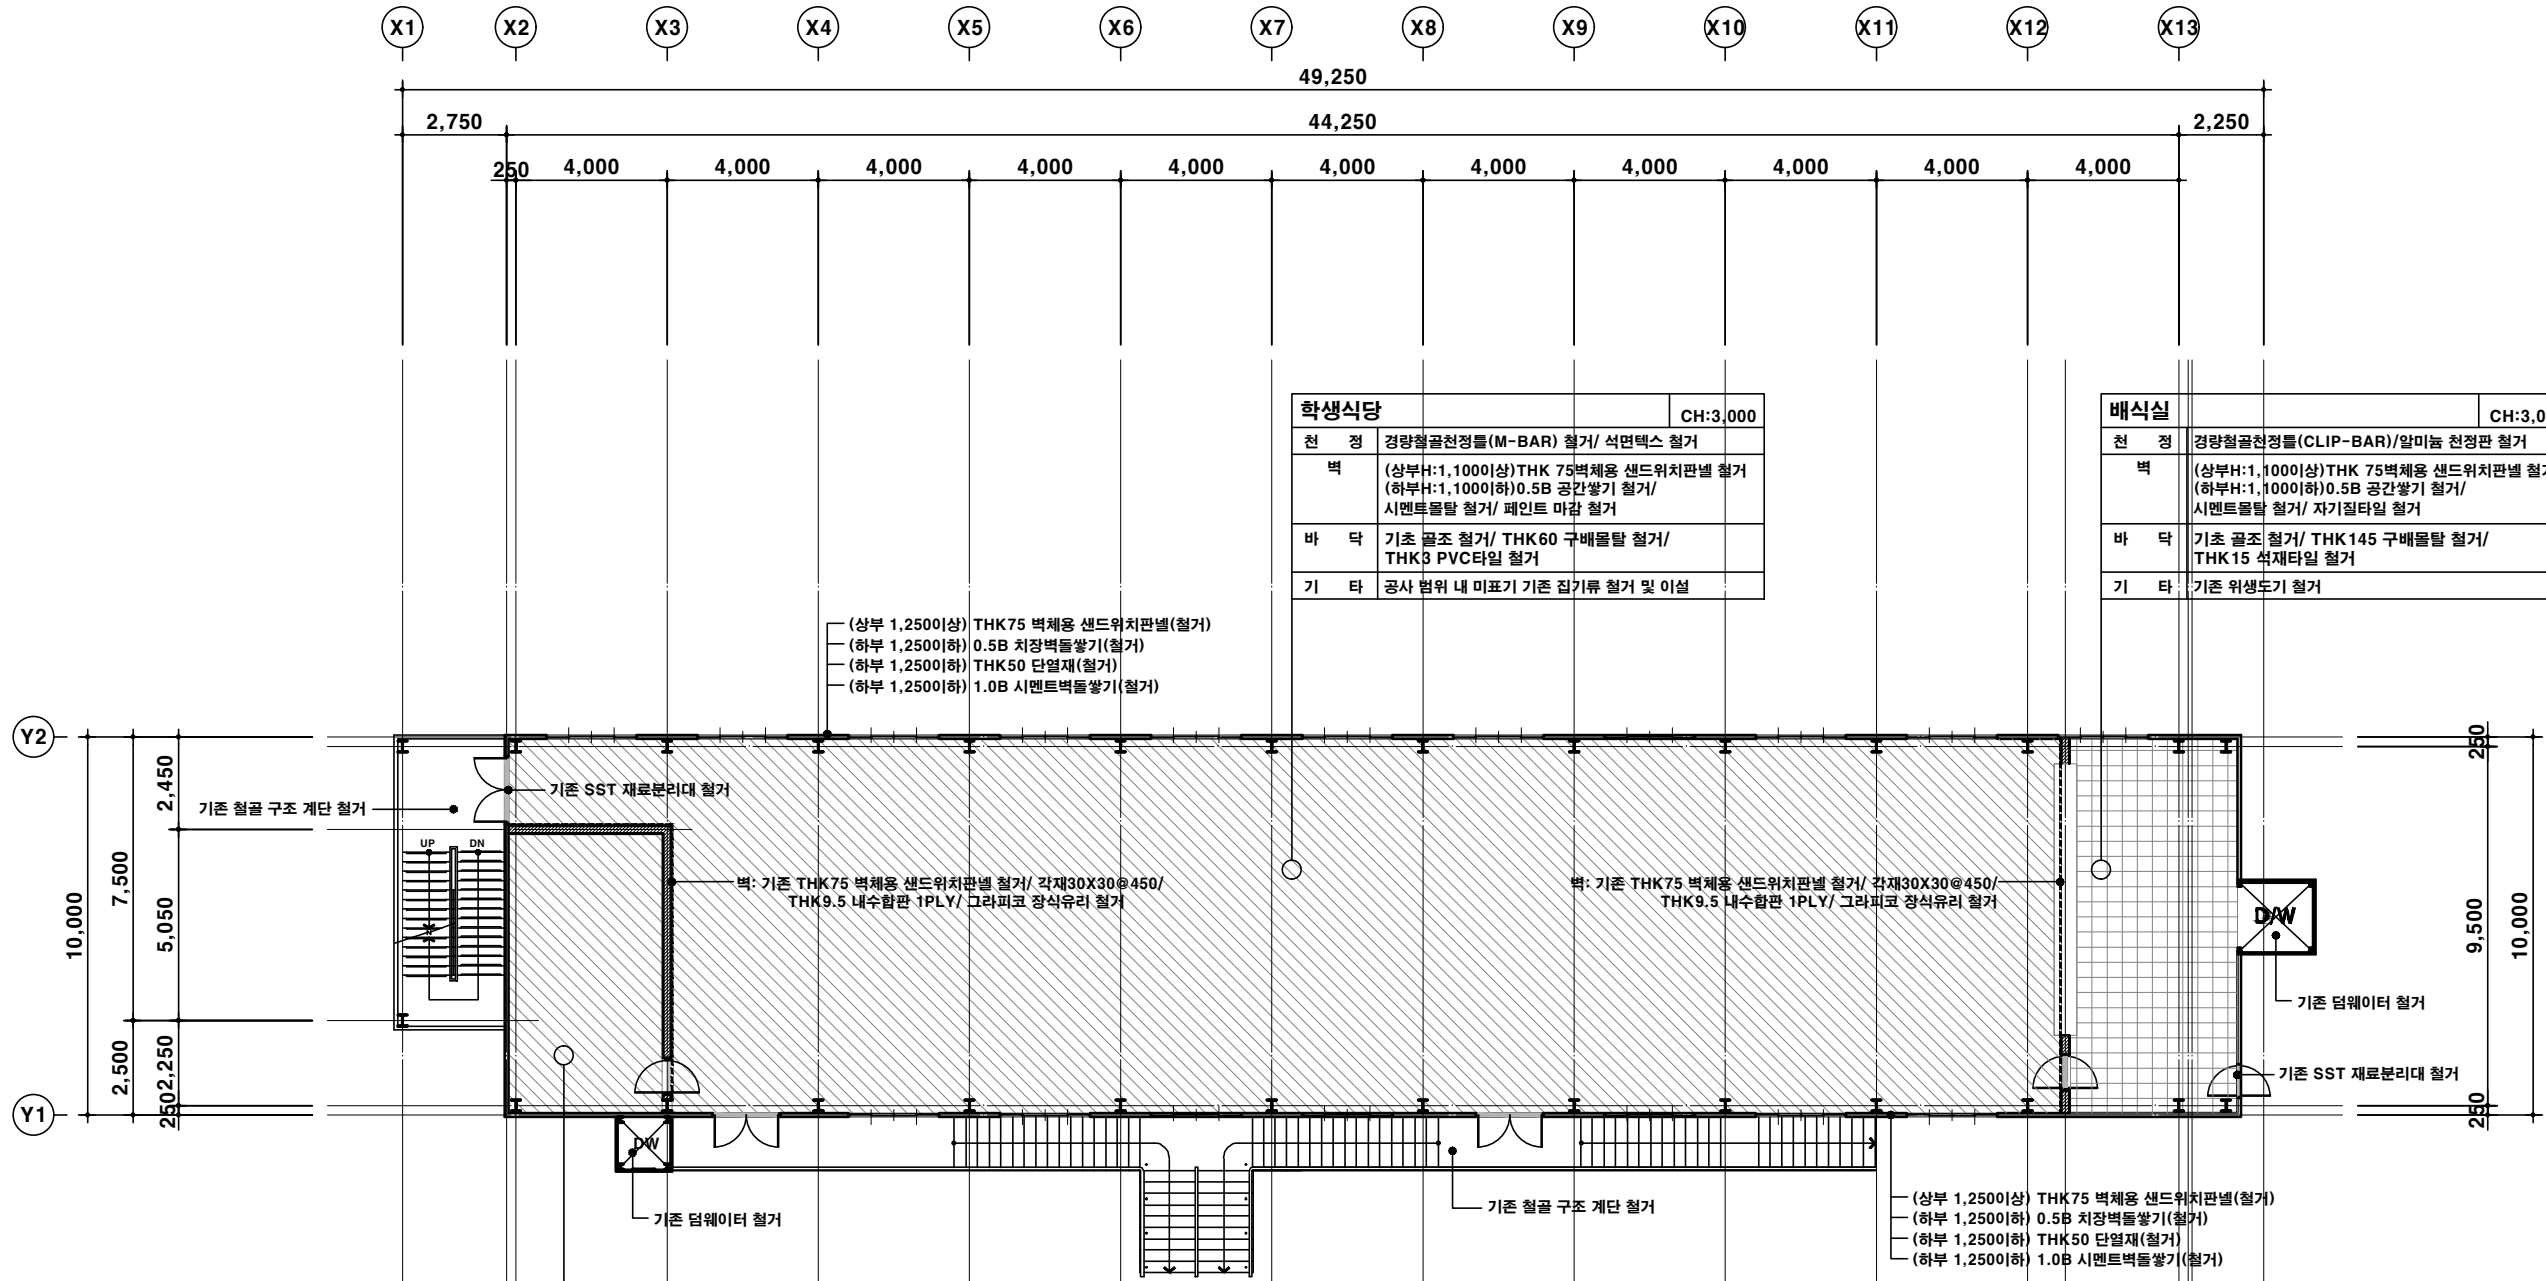 X1 X2 X3 X4 X5 X6 X7 X8 X9 X10 X11 X12 X13
49,250
2,750 44,250 2,250
250 4,000 4,000 4,000 4,000 4,000 4,000 4,000 4,000 4,000 4,000 4,000
학생식당 CH:3,000
천 정 경량철골천정틀(M-BAR) 철거/ 석면텍스 철거
벽 (상부H:1,100이상)THK 75벽체용 샌드위치판넬 철거
(하부H:1,100이하)0.5B 공간쌓기 철거/
시멘트몰탈 철거/ 페인트 마감 철거
바 닥 기초 골조 철거/ THK60 구배몰탈 철거/
THK3 PVC타일 철거
기 타 공사 범위 내 미표기 기존 집기류 철거 및 이설
배식실 CH:3,0
천 정 경량철골천정틀(CLIP-BAR)/알미늄 천정판 철거
벽 (상부H:1,100이상)THK 75벽체용 샌드위치판넬 철거
(하부H:1,100이하)0.5B 공간쌓기 철거/
시멘트몰탈 철거/ 자기질타일 철거
바 닥 기초 골조 철거/ THK145 구배몰탈 철거/
THK15 석재타일 철거
기 타 기존 위생도기 철거
(상부 1,250이상) THK75 벽체용 샌드위치판넬(철거)
(하부 1,250이하) 0.5B 치장벽돌쌓기(철거)
(하부 1,250이하) THK50 단열재(철거)
(하부 1,250이하) 1.0B 시멘트벽돌쌓기(철거)
Y2
Y1
10,000
7,500
2,500
2,450
5,050
2,250
250
기존 철골 구조 계단 철거
기존 SST 재료분리대 철거
UP DN
벽: 기존 THK75 벽체용 샌드위치판넬 철거/ 각재30X30@450/
THK9.5 내수합판 1PLY/ 그라피코 장식유리 철거
벽: 기존 THK75 벽체용 샌드위치판넬 철거/ 각재30X30@450/
THK9.5 내수합판 1PLY/ 그라피코 장식유리 철거
D/W
기존 덤웨이터 철거
기존 SST 재료분리대 철거
250
9,500
250
10,000
DW
기존 덤웨이터 철거
기존 철골 구조 계단 철거
(상부 1,250이상) THK75 벽체용 샌드위치판넬(철거)
(하부 1,250이하) 0.5B 치장벽돌쌓기(철거)
(하부 1,250이하) THK50 단열재(철거)
(하부 1,250이하) 1.0B 시멘트벽돌쌓기(철거)